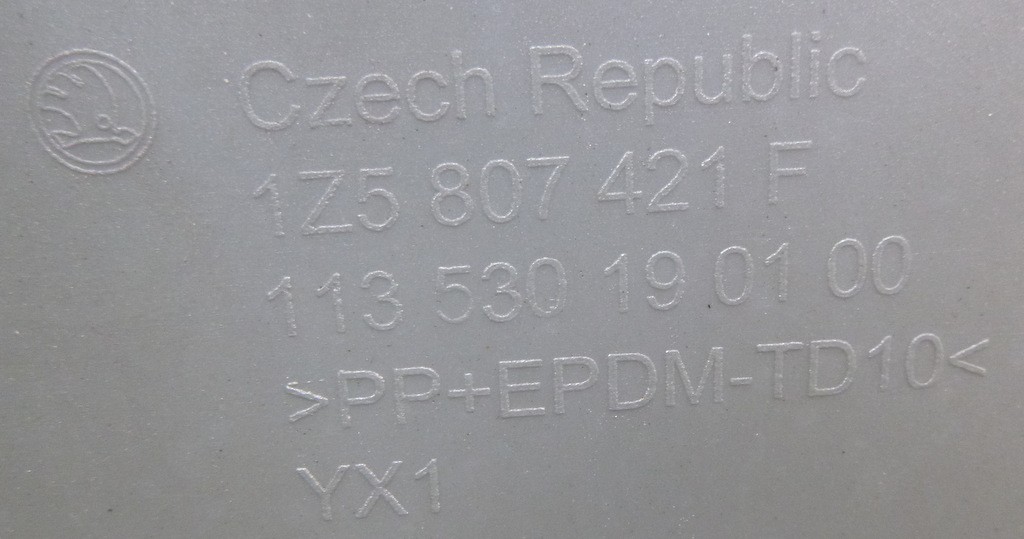 Czech Republic
1Z5 807 421 F
113 530 19 01 00
>PP+EPDM-TD10<
YX1